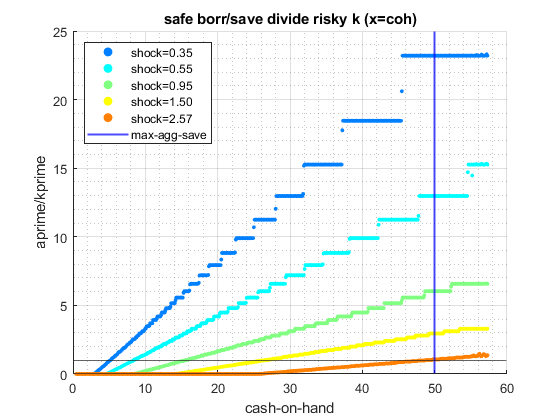 safe borr/save divide risky k (x=coh)
25
20
15
10
5
0
aprime/kprime
shock=0.35
shock=0.55
shock=0.95
shock=1.50
shock=2.57
max-agg-save
0 10 20 30 40 50 60
cash-on-hand